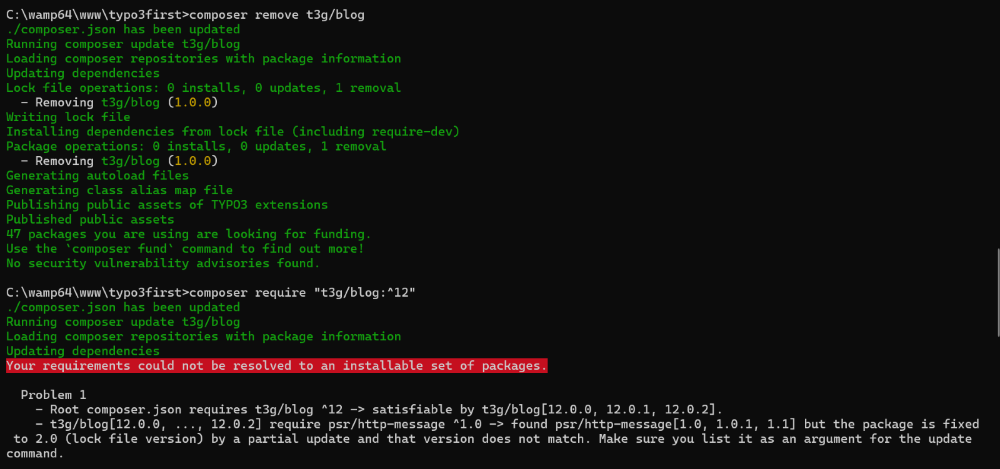 C:\wamp64\www\typo3first>composer remove t3g/blog
./composer.json has been updated
Running composer update t3g/blog
Loading composer repositories with package information
Updating dependencies
Lock file operations: 0 installs, 0 updates, 1 removal
  - Removing t3g/blog (1.0.0)
Writing lock file
Installing dependencies from lock file (including require-dev)
Package operations: 0 installs, 0 updates, 1 removal
  - Removing t3g/blog (1.0.0)
Generating autoload files
Generating class alias map file
Publishing public assets of TYPO3 extensions
Published public assets
47 packages you are using are looking for funding.
Use the `composer fund` command to find out more!
No security vulnerability advisories found.
C:\wamp64\www\typo3first>composer require "t3g/blog:^12"
./composer.json has been updated
Running composer update t3g/blog
Loading composer repositories with package information
Updating dependencies
Your requirements could not be resolved to an installable set of packages.
  Problem 1
    - Root composer.json requires t3g/blog ^12 -> satisfiable by t3g/blog[12.0.0, 12.0.1, 12.0.2].
    - t3g/blog[12.0.0, ..., 12.0.2] require psr/http-message ^1.0 -> found psr/http-message[1.0, 1.0.1, 1.1] but the package is fixed
 to 2.0 (lock file version) by a partial update and that version does not match. Make sure you list it as an argument for the update
command.